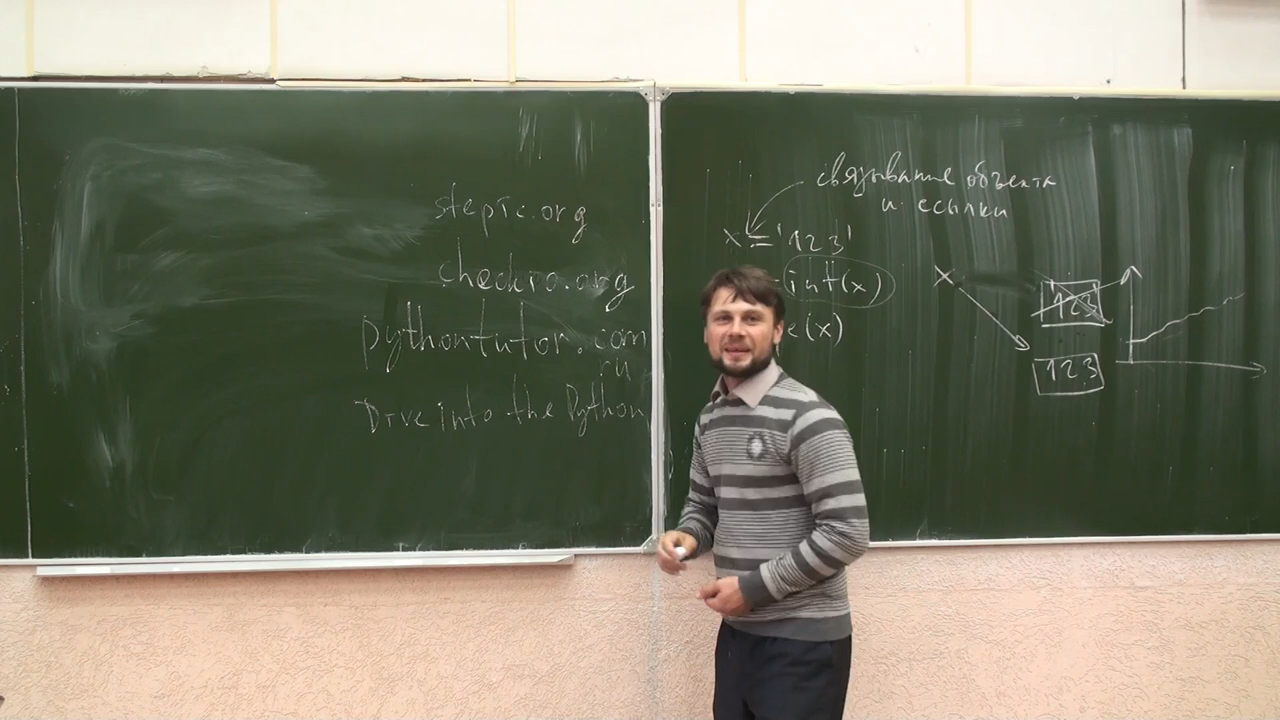 stepic.org
checkio.org
pythontutor.com
ru
Dive into the Python
связывание объекта
и ссылки
x = '123'
int(x)
e(x)
x
'123'
123